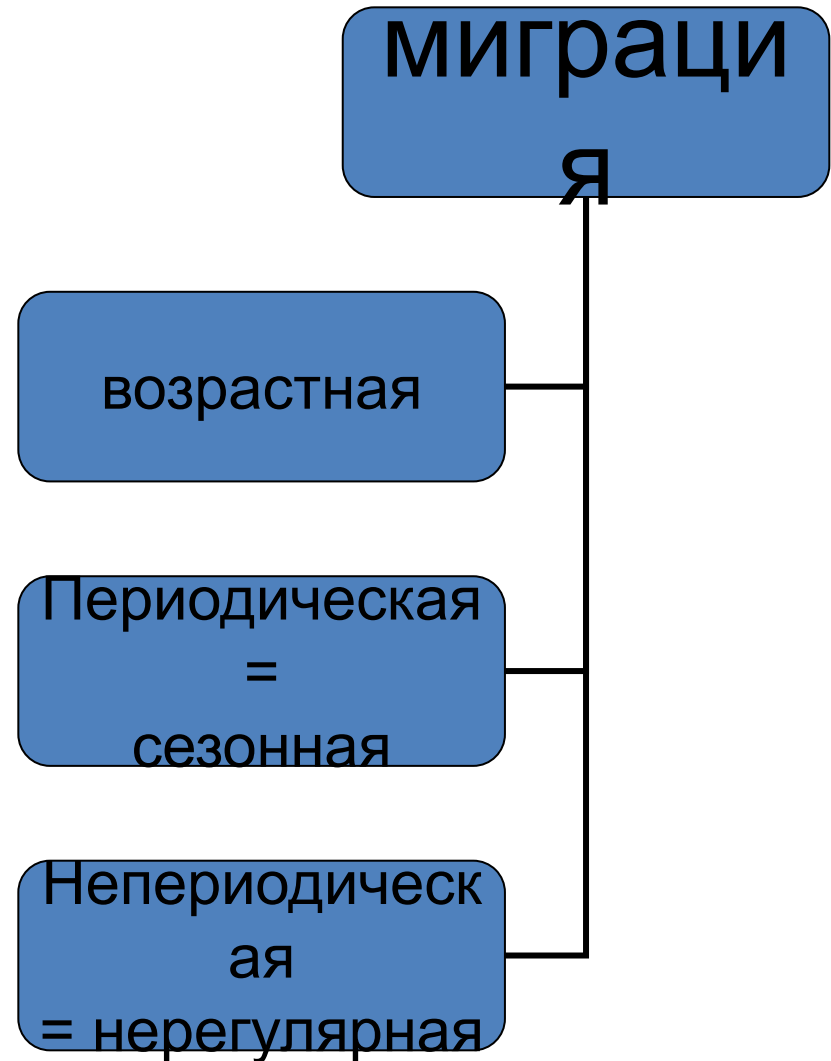 миграци
я
возрастная
Периодическая
=
сезонная
Непериодическ
ая
= нерегулярная